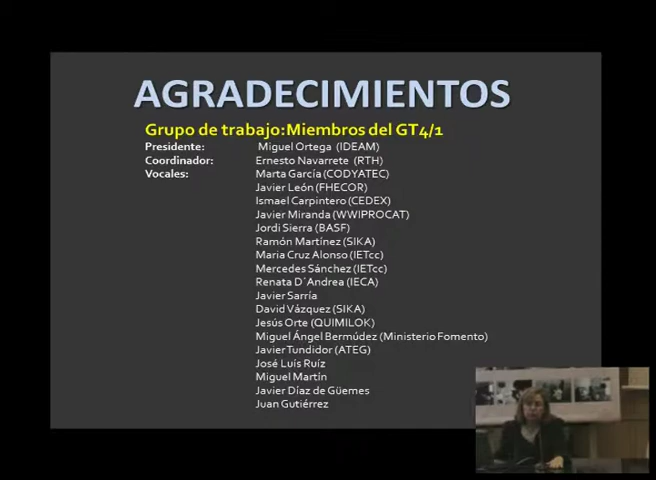 AGRADECIMIENTOS
Grupo de trabajo:Miembros del GT4/1
Presidente: Miguel Ortega (IDEAM)
Coordinador: Ernesto Navarrete (RTH)
Vocales: Marta García (CODYATEC)
Javier León (FHECOR)
Ismael Carpintero (CEDEX)
Javier Miranda (WWIPROCAT)
Jordi Sierra (BASF)
Ramón Martínez (SIKA)
Maria Cruz Alonso (IETcc)
Mercedes Sánchez (IETcc)
Renata D´Andrea (IECA)
Javier Sarría
David Vázquez (SIKA)
Jesús Orte (QUIMILOK)
Miguel Ángel Bermúdez (Ministerio Fomento)
Javier Tundidor (ATEG)
José Luís Ruíz
Miguel Martín
Javier Díaz de Güemes
Juan Gutiérrez